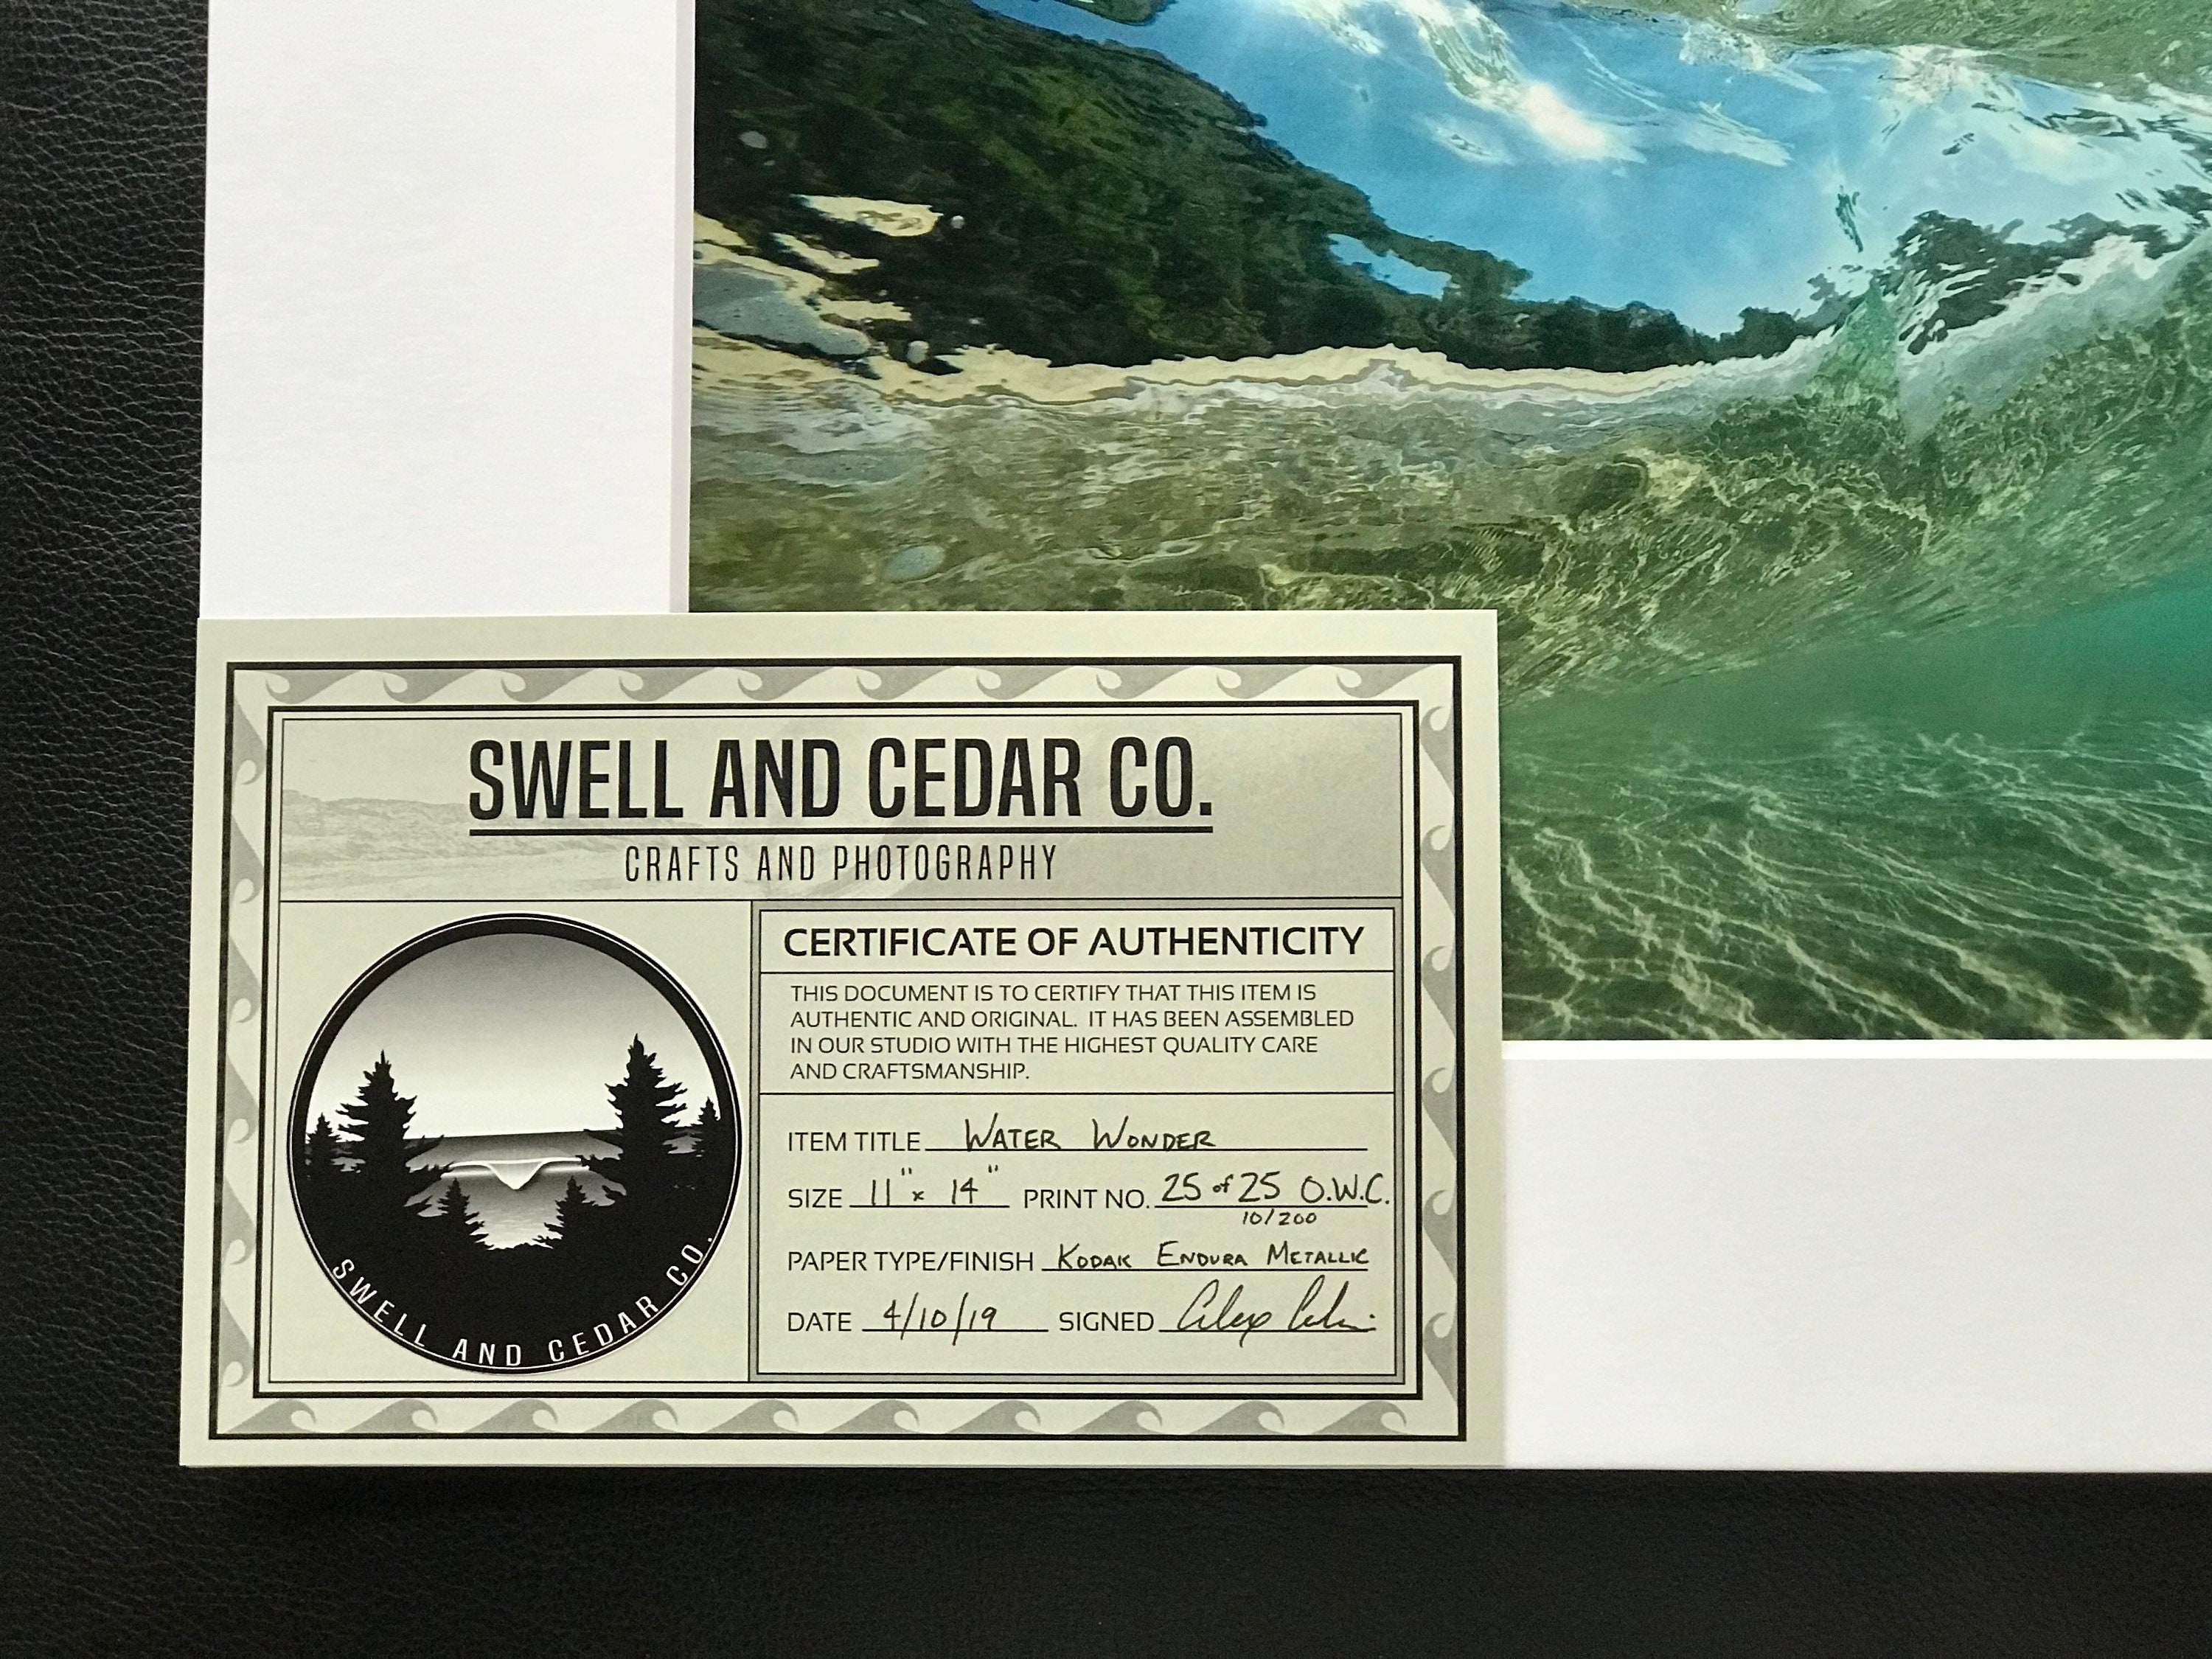 SWELL AND CEDAR CO.
CRAFTS AND PHOTOGRAPHY
SWELL AND CEDAR CO.
CERTIFICATE OF AUTHENTICITY
THIS DOCUMENT IS TO CERTIFY THAT THIS ITEM IS
AUTHENTIC AND ORIGINAL. IT HAS BEEN ASSEMBLED
IN OUR STUDIO WITH THE HIGHEST QUALITY CARE
AND CRAFTSMANSHIP.
ITEM TITLE WATER WONDER
SIZE 11" x 14" PRINT NO. 25 of 25 O.W.C.
10/200
PAPER TYPE/FINISH KODAK ENDURA METALLIC
DATE 4/10/19 SIGNED Alex